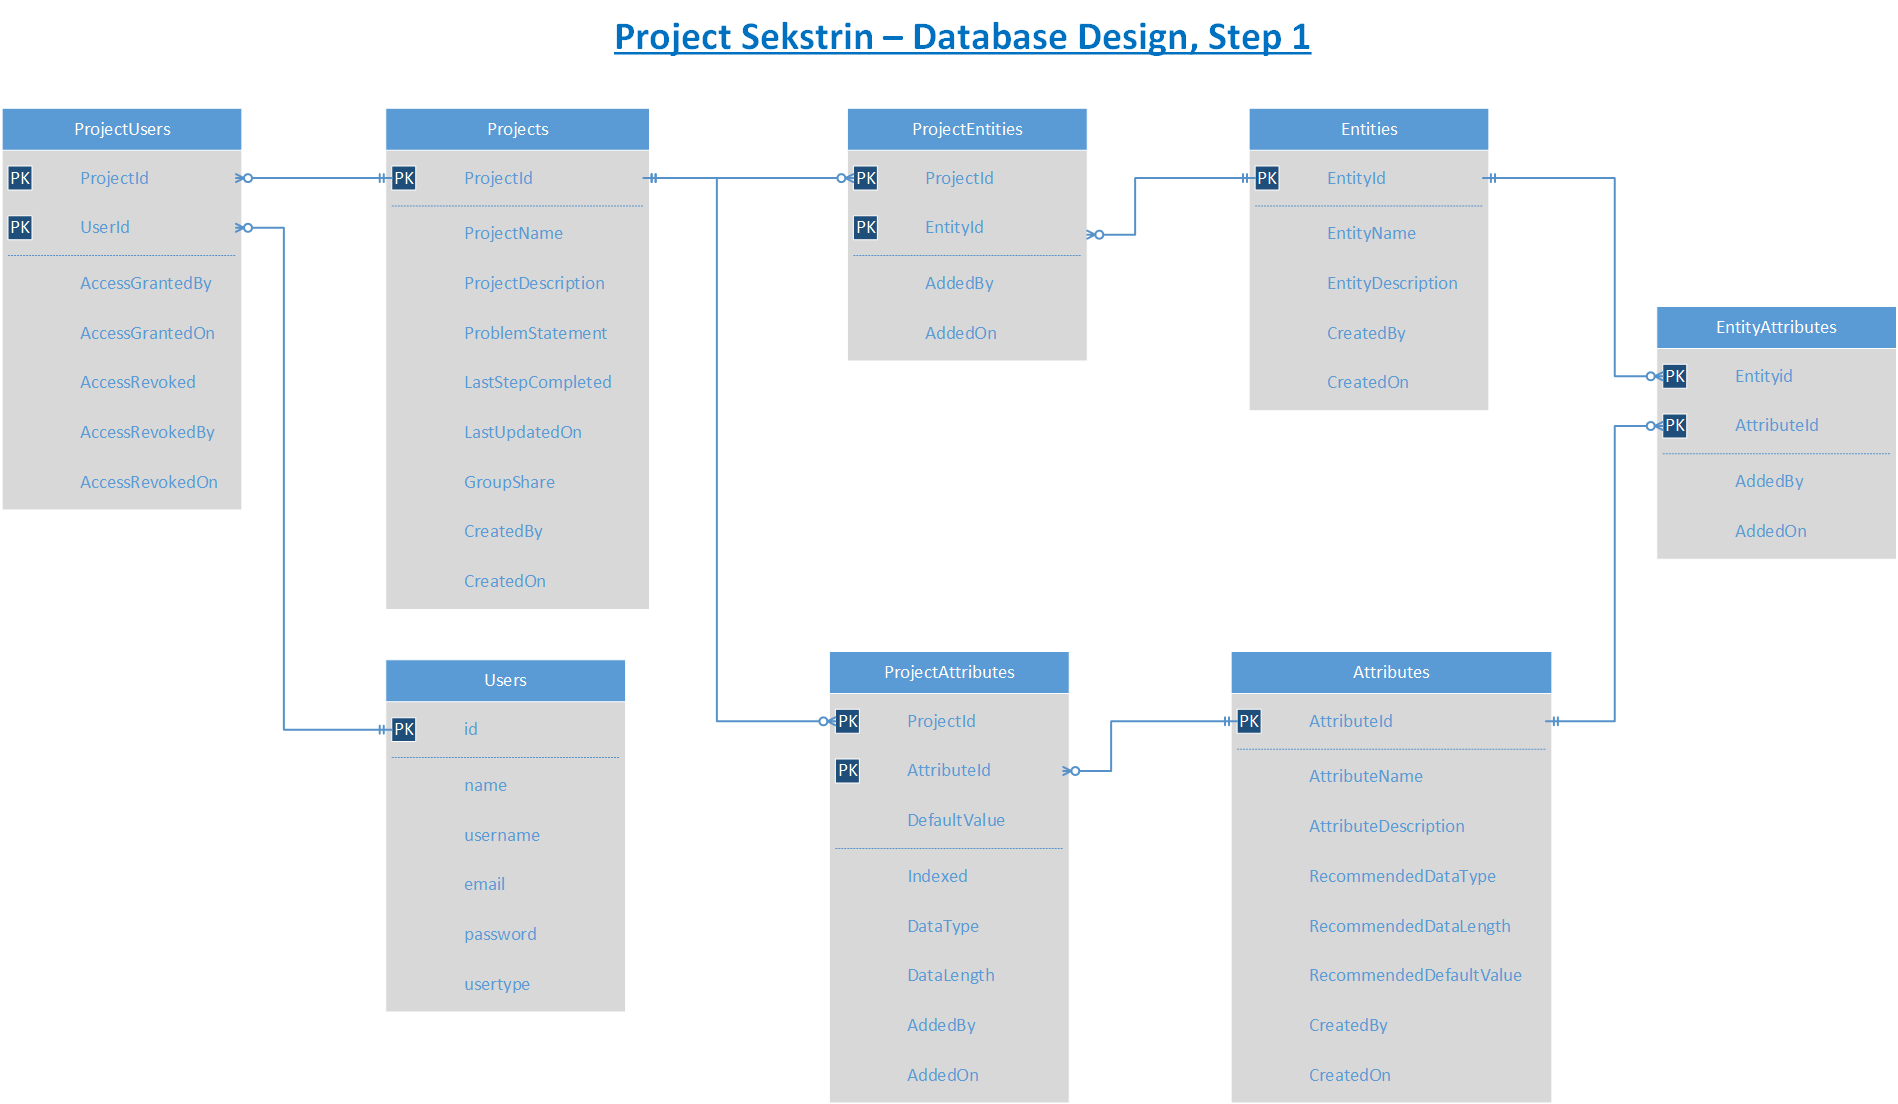 Project Sekstrin – Database Design, Step 1
ProjectUsers
PK ProjectId
PK UserId
AccessGrantedBy
AccessGrantedOn
AccessRevoked
AccessRevokedBy
AccessRevokedOn
Projects
PK ProjectId
ProjectName
ProjectDescription
ProblemStatement
LastStepCompleted
LastUpdatedOn
GroupShare
CreatedBy
CreatedOn
ProjectEntities
PK ProjectId
PK EntityId
AddedBy
AddedOn
Entities
PK EntityId
EntityName
EntityDescription
CreatedBy
CreatedOn
EntityAttributes
PK Entityid
PK AttributeId
AddedBy
AddedOn
Users
PK id
name
username
email
password
usertype
ProjectAttributes
PK ProjectId
PK AttributeId
DefaultValue
Indexed
DataType
DataLength
AddedBy
AddedOn
Attributes
PK AttributeId
AttributeName
AttributeDescription
RecommendedDataType
RecommendedDataLength
RecommendedDefaultValue
CreatedBy
CreatedOn